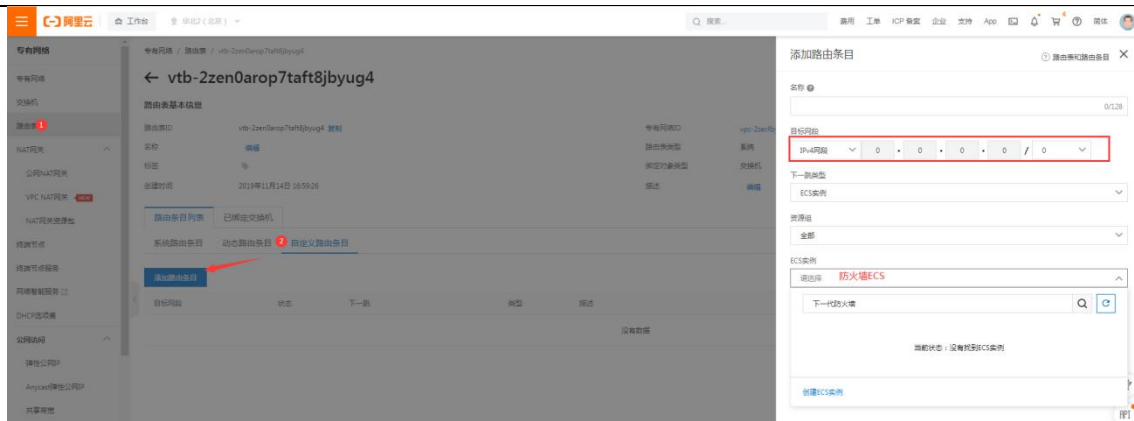 阿里云 工作台 华北2（北京） 搜索... 费用 工单 ICP 备案 企业 支持 App 简体
专有网络
专有网络
交换机
路由表 1
NAT网关
公网NAT网关
VPC NAT网关
NAT网关资源包
终端节点
终端节点服务
网络智能服务
DHCP选项集
公网访问
弹性公网IP
Anycast弹性公网IP
共享带宽
专有网络 / 路由表 / vtb-2zen0arop7taft8jbyug4
← vtb-2zen0arop7taft8jbyug4
路由表基本信息
路由表ID vtb-2zen0arop7taft8jbyug4 复制 专有网络ID
名称 编辑 路由表类型 系统
标签 绑定对象类型 交换机
创建时间 2019年11月14日 16:59:26 描述 编辑
路由条目列表 已绑定交换机
系统路由条目 动态路由条目 2 自定义路由条目
添加路由条目
目标网段 状态 下一跳 类型 描述
没有数据
添加路由条目 路由表和路由条目
名称
0/128
目标网段
IPv4网段 0 . 0 . 0 . 0 / 0
下一跳类型
ECS实例
资源组
全部
ECS实例
请选择 防火墙ECS
下一代防火墙
当前状态：没有找到ECS实例
创建ECS实例
API